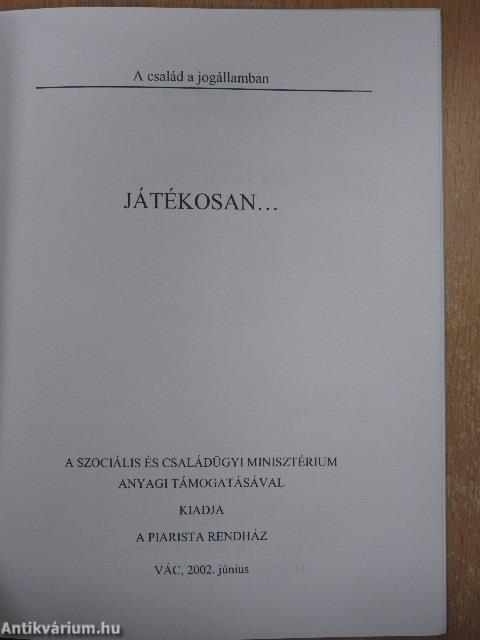 A család a jogállamban
JÁTÉKOSAN...
A SZOCIÁLIS ÉS CSALÁDÜGYI MINISZTÉRIUM
ANYAGI TÁMOGATÁSÁVAL
KIADJA
A PIARISTA RENDHÁZ
VÁC, 2002. június
Antikvárium.hu